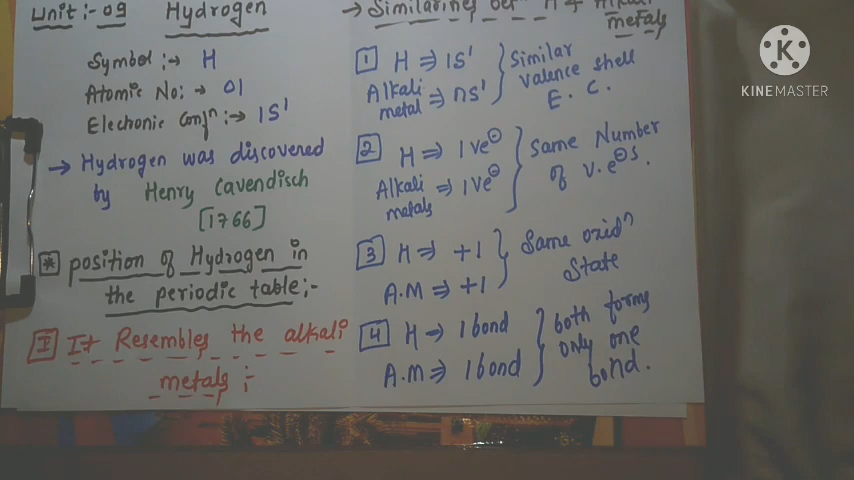 Unit :- 09 Hydrogen
Symbol :→ H
Atomic No: → 01
Electronic Confⁿ :→ 1S¹
→ Hydrogen was discovered
by Henry Cavendisch
[1766]
* position of Hydrogen in
the periodic table;-
I It Resembles the alkali
metals ;-
→ Similarities betⁿ H & Alkali
metals
1 H ⇒ 1S¹
Alkali
metal ⇒ nS¹
Similar
valence shell
E. C.
2 H ⇒ 1 Ve⊖
Alkali
metals ⇒ 1 Ve⊖
Same Number
of V. e⊖s.
3 H ⇒ +1
A.M ⇒ +1
Same oxidⁿ
State
4 H → 1 bond
A.M ⇒ 1 bond
both forms
only one
bond.
K
KINEMASTER